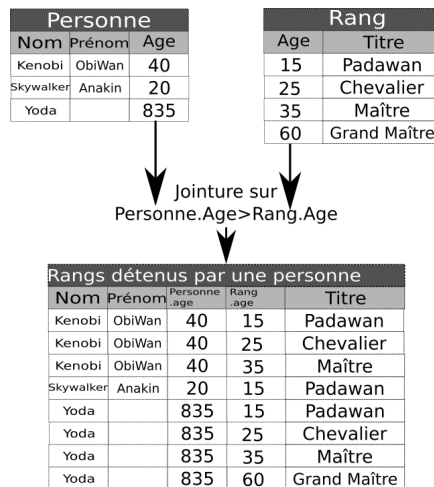 Personne
Nom Prénom Age
Kenobi ObiWan 40
Skywalker Anakin 20
Yoda 835
Rang
Age Titre
15 Padawan
25 Chevalier
35 Maître
60 Grand Maître
Jointure sur
Personne.Age>Rang.Age
Rangs détenus par une personne
Nom Prénom Personne .age Rang .age Titre
Kenobi ObiWan 40 15 Padawan
Kenobi ObiWan 40 25 Chevalier
Kenobi ObiWan 40 35 Maître
Skywalker Anakin 20 15 Padawan
Yoda 835 15 Padawan
Yoda 835 25 Chevalier
Yoda 835 35 Maître
Yoda 835 60 Grand Maître